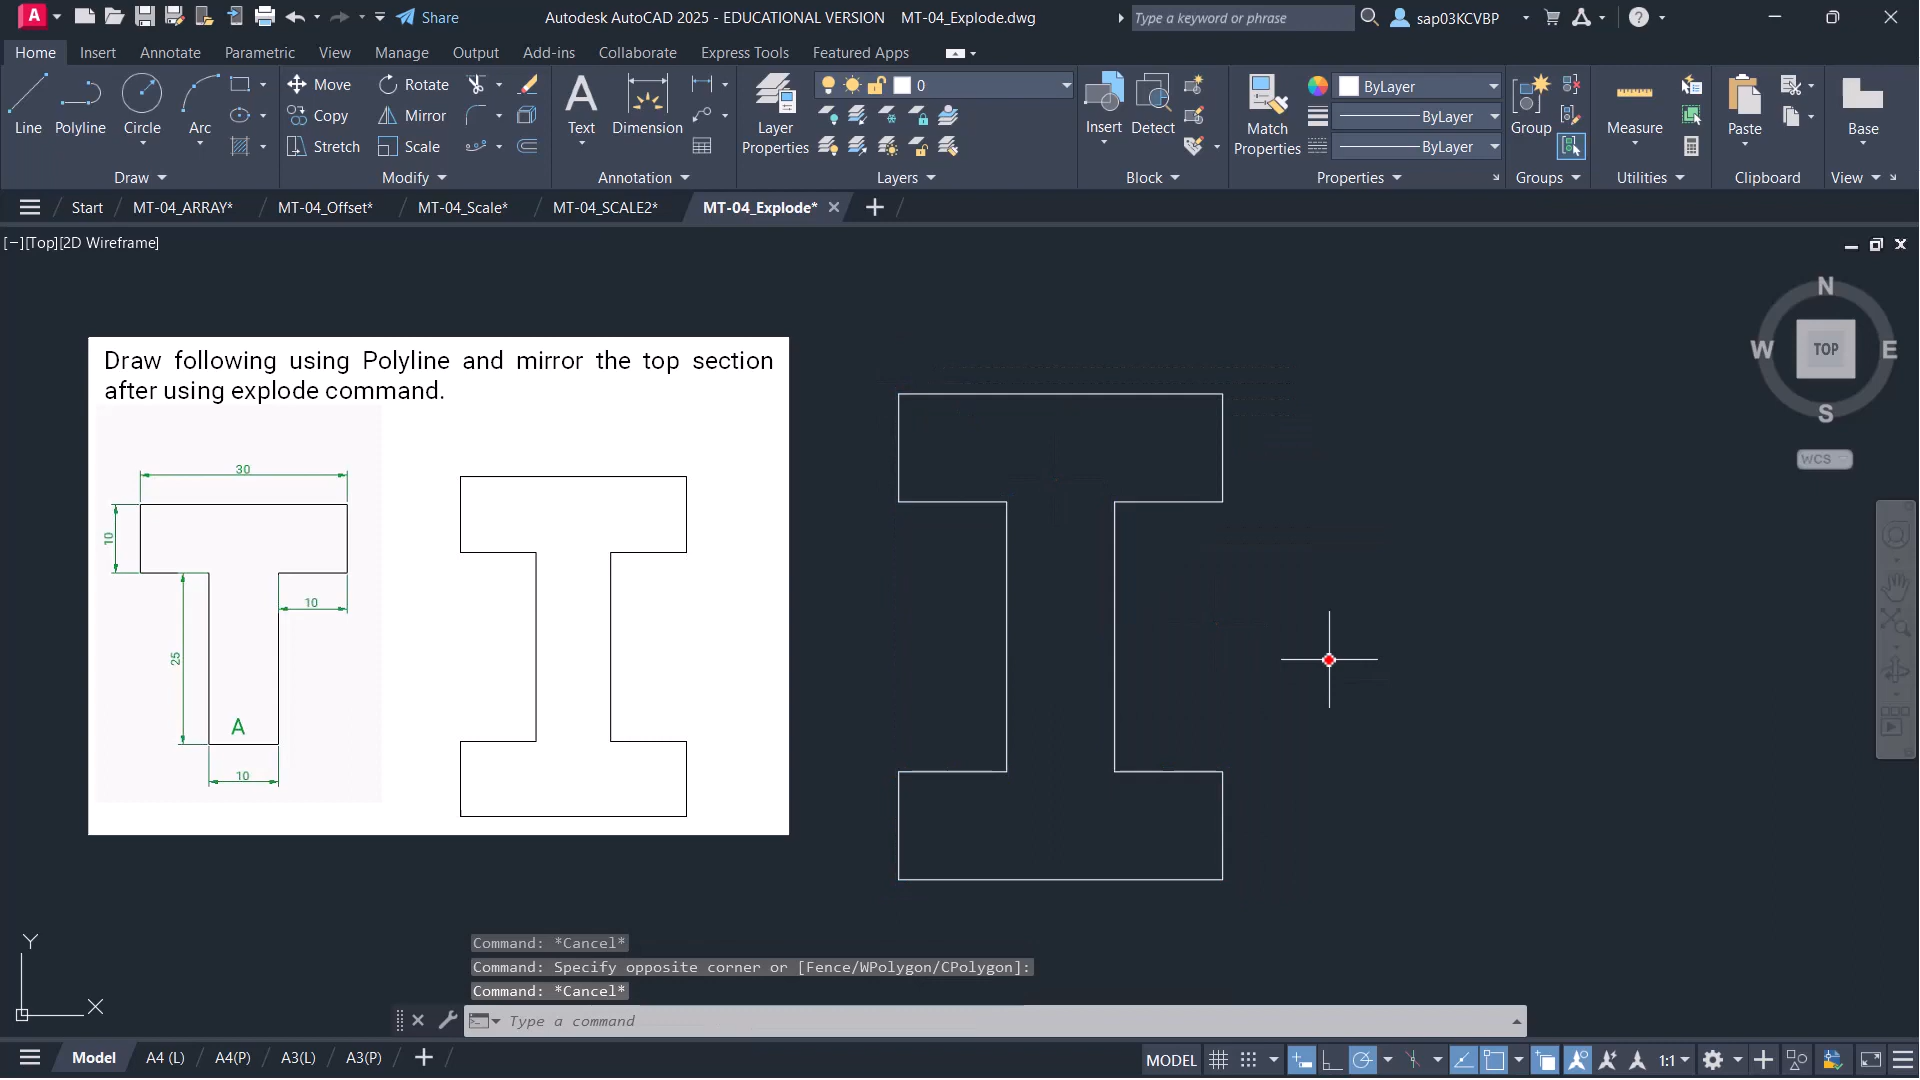 Share
Autodesk AutoCAD 2025 - EDUCATIONAL VERSION MT-04_Explode.dwg
Type a keyword or phrase
sap03KCVBP
Home Insert Annotate Parametric View Manage Output Add-ins Collaborate Express Tools Featured Apps
Line Polyline Circle Arc
Move Rotate
Copy Mirror
Stretch Scale
Text Dimension
Layer Properties
0
Insert Detect
Match Properties
ByLayer
ByLayer
ByLayer
Group
Measure
Paste
Base
Draw Modify Annotation Layers Block Properties Groups Utilities Clipboard View
Start MT-04_ARRAY* MT-04_Offset* MT-04_Scale* MT-04_SCALE2* MT-04_Explode*
[−][Top][2D Wireframe]
N
W TOP E
S
WCS
Draw following using Polyline and mirror the top section
after using explode command.
30
10
10
25
A
10
Y
X
Command: *Cancel*
Command: Specify opposite corner or [Fence/WPolygon/CPolygon]:
Command: *Cancel*
Type a command
Model A4 (L) A4(P) A3(L) A3(P)
MODEL 1:1